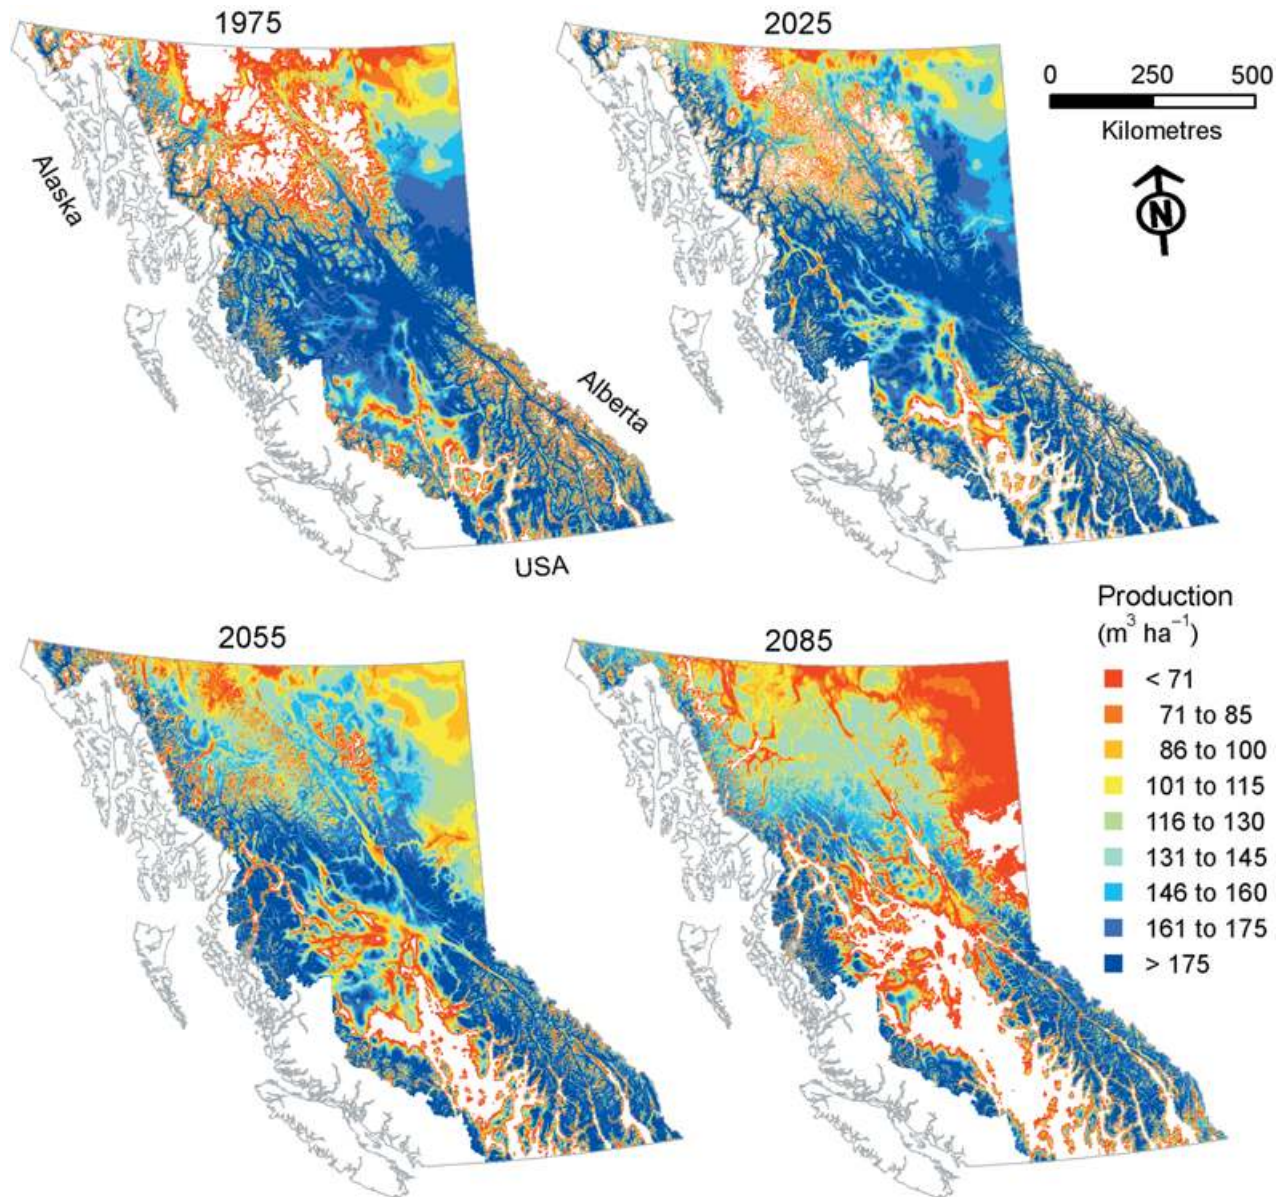 1975
2025
0 250 500
Kilometres
N
Alaska
Alberta
USA
2055
2085
Production
(m³ ha⁻¹)
< 71
71 to 85
86 to 100
101 to 115
116 to 130
131 to 145
146 to 160
161 to 175
> 175